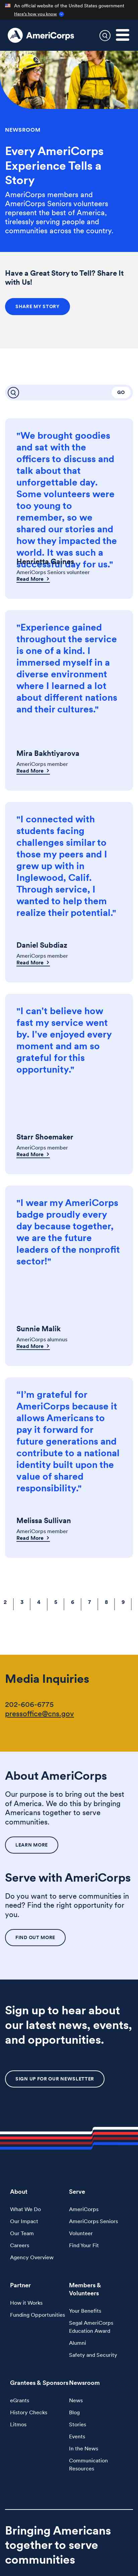 An official website of the United States government
Here's how you know
AmeriCorps
NEWSROOM
Every AmeriCorps
Experience Tells a
Story
AmeriCorps members and
AmeriCorps Seniors volunteers
represent the best of America,
tirelessly serving people and
communities across the country.
Have a Great Story to Tell? Share It
with Us!
SHARE MY STORY
GO
"We brought goodies
and sat with the
officers to discuss and
talk about that
unforgettable day.
Some volunteers were
too young to
remember, so we
shared our stories and
how they impacted the
world. It was such a
successful day for us."
Henrietta Gaines
AmeriCorps Seniors volunteer
Read More
"Experience gained
throughout the service
is one of a kind. I
immersed myself in a
diverse environment
where I learned a lot
about different nations
and their cultures."
Mira Bakhtiyarova
AmeriCorps member
Read More
"I connected with
students facing
challenges similar to
those my peers and I
grew up with in
Inglewood, Calif.
Through service, I
wanted to help them
realize their potential."
Daniel Subdiaz
AmeriCorps member
Read More
"I can't believe how
fast my service went
by. I've enjoyed every
moment and am so
grateful for this
opportunity."
Starr Shoemaker
AmeriCorps member
Read More
"I wear my AmeriCorps
badge proudly every
day because together,
we are the future
leaders of the nonprofit
sector!"
Sunnie Malik
AmeriCorps alumnus
Read More
"I'm grateful for
AmeriCorps because it
allows Americans to
pay it forward for
future generations and
contribute to a national
identity built upon the
value of shared
responsibility."
Melissa Sullivan
AmeriCorps member
Read More
2 3 4 5 6 7 8 9
Media Inquiries
202-606-6775
pressoffice@cns.gov
About AmeriCorps
Our purpose is to bring out the best
of America. We do this by bringing
Americans together to serve
communities.
LEARN MORE
Serve with AmeriCorps
Do you want to serve communities in
need? Find the right opportunity for
you.
FIND OUT MORE
Sign up to hear about
our latest news, events,
and opportunities.
SIGN UP FOR OUR NEWSLETTER
About
What We Do
Our Impact
Our Team
Careers
Agency Overview
Serve
AmeriCorps
AmeriCorps Seniors
Volunteer
Find Your Fit
Partner
How it Works
Funding Opportunities
Members &
Volunteers
Your Benefits
Segal AmeriCorps
Education Award
Alumni
Safety and Security
Grantees & Sponsors
eGrants
History Checks
Litmos
Newsroom
News
Blog
Stories
Events
In the News
Communication
Resources
Bringing Americans
together to serve
communities